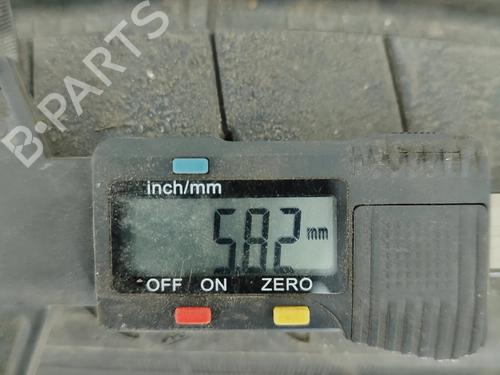 B-PARTS
inch/mm
5.82 mm
OFF ON ZERO